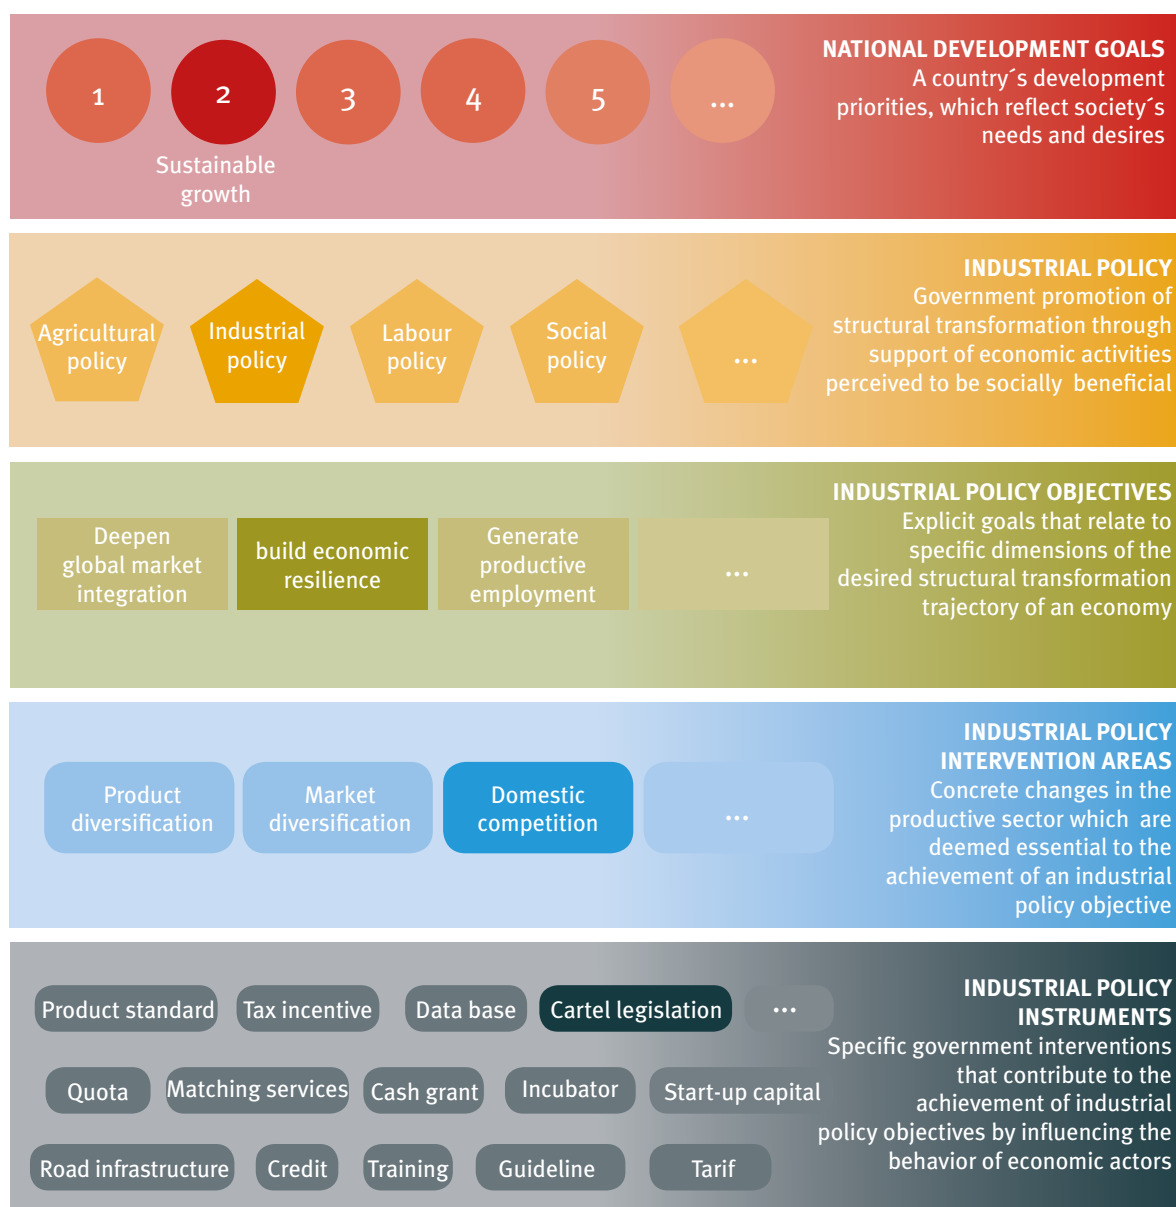 1
2
3
4
5
...
Sustainable
growth
NATIONAL DEVELOPMENT GOALS
A country´s development
priorities, which reflect society´s
needs and desires
Agricultural
policy
Industrial
policy
Labour
policy
Social
policy
...
INDUSTRIAL POLICY
Government promotion of
structural transformation through
support of economic activities
perceived to be socially beneficial
Deepen
global market
integration
build economic
resilience
Generate
productive
employment
...
INDUSTRIAL POLICY OBJECTIVES
Explicit goals that relate to
specific dimensions of the
desired structural transformation
trajectory of an economy
Product
diversification
Market
diversification
Domestic
competition
...
INDUSTRIAL POLICY
INTERVENTION AREAS
Concrete changes in the
productive sector which are
deemed essential to the
achievement of an industrial
policy objective
Product standard
Tax incentive
Data base
Cartel legislation
...
Quota
Matching services
Cash grant
Incubator
Start-up capital
Road infrastructure
Credit
Training
Guideline
Tarif
INDUSTRIAL POLICY
INSTRUMENTS
Specific government interventions
that contribute to the
achievement of industrial
policy objectives by influencing the
behavior of economic actors